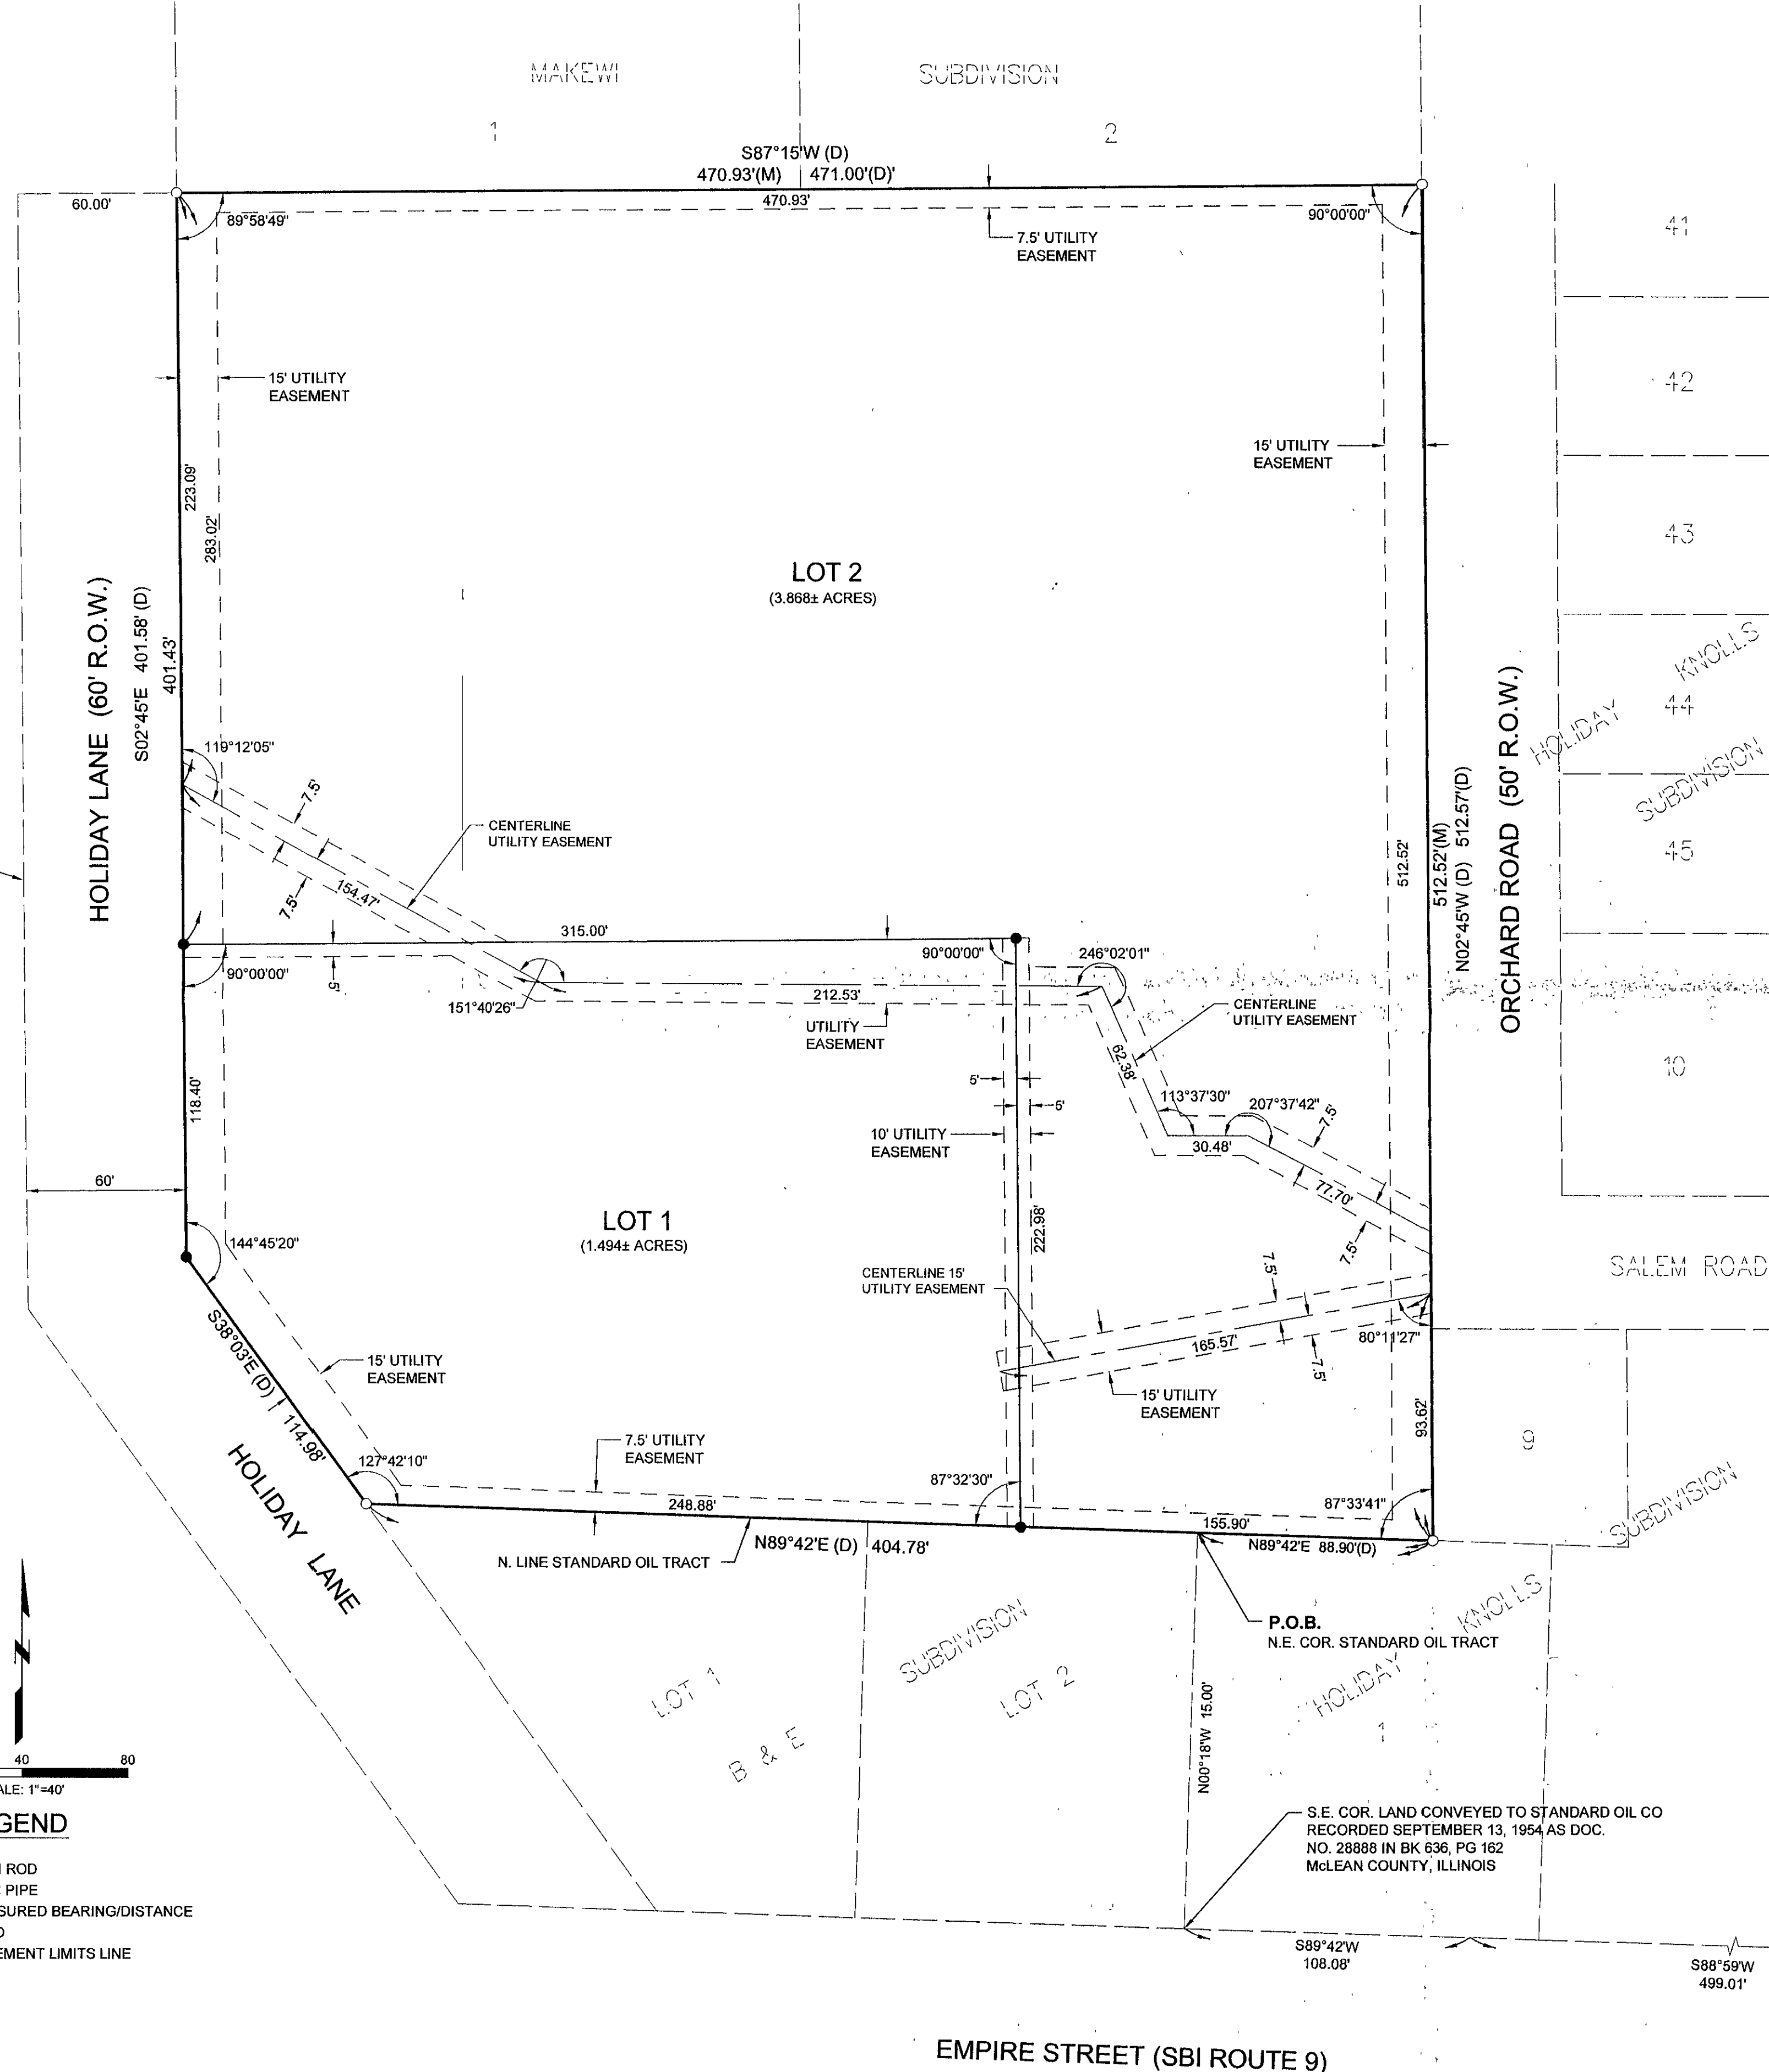 MAKEWI SUBDIVISION
1
2
S87°15'W (D)
470.93'(M) 471.00'(D)'
470.93'
60.00'
89°58'49"
90°00'00"
7.5' UTILITY
EASEMENT
41
15' UTILITY
EASEMENT
42
15' UTILITY
EASEMENT
223.09'
283.02'
43
LOT 2
(3.868± ACRES)
HOLIDAY LANE (60' R.O.W.)
S02°45'E 401.58' (D)
401.43'
HOLIDAY KNOLLS
44
SUBDIVISION
45
ORCHARD ROAD (50' R.O.W.)
N02°45'W (D) 512.57'(D)
512.52'(M)
512.52'
119°12'05"
7.5'
CENTERLINE
UTILITY EASEMENT
154.47'
7.5'
315.00'
90°00'00"
246°02'01"
90°00'00"
5'
151°40'26"
212.53'
CENTERLINE
UTILITY EASEMENT
UTILITY
EASEMENT
62.38'
10
5'
5'
118.40'
113°37'30"
207°37'42"
7.5'
10' UTILITY
EASEMENT
30.48'
77.70'
7.5'
60'
LOT 1
(1.494± ACRES)
144°45'20"
222.98'
CENTERLINE 15'
UTILITY EASEMENT
7.5'
SALEM ROAD
165.57'
80°11'27"
7.5'
S38°03'E (D)
114.98'
15' UTILITY
EASEMENT
15' UTILITY
EASEMENT
93.62'
7.5' UTILITY
EASEMENT
9
127°42'10"
87°32'30"
87°33'41"
248.88'
155.90'
N89°42'E (D) 404.78'
N89°42'E 88.90'(D)
N. LINE STANDARD OIL TRACT
HOLIDAY LANE
P.O.B.
N.E. COR. STANDARD OIL TRACT
HOLIDAY KNOLLS SUBDIVISION
1
LOT 1
B & E SUBDIVISION
LOT 2
N00°18'W 15.00'
N
40 80
ALE: 1"=40'
GEND
ROD
PIPE
SURED BEARING/DISTANCE
EMENT LIMITS LINE
S.E. COR. LAND CONVEYED TO STANDARD OIL CO
RECORDED SEPTEMBER 13, 1954 AS DOC.
NO. 28888 IN BK 636, PG 162
McLEAN COUNTY, ILLINOIS
S89°42'W
108.08'
S88°59'W
499.01'
EMPIRE STREET (SBI ROUTE 9)